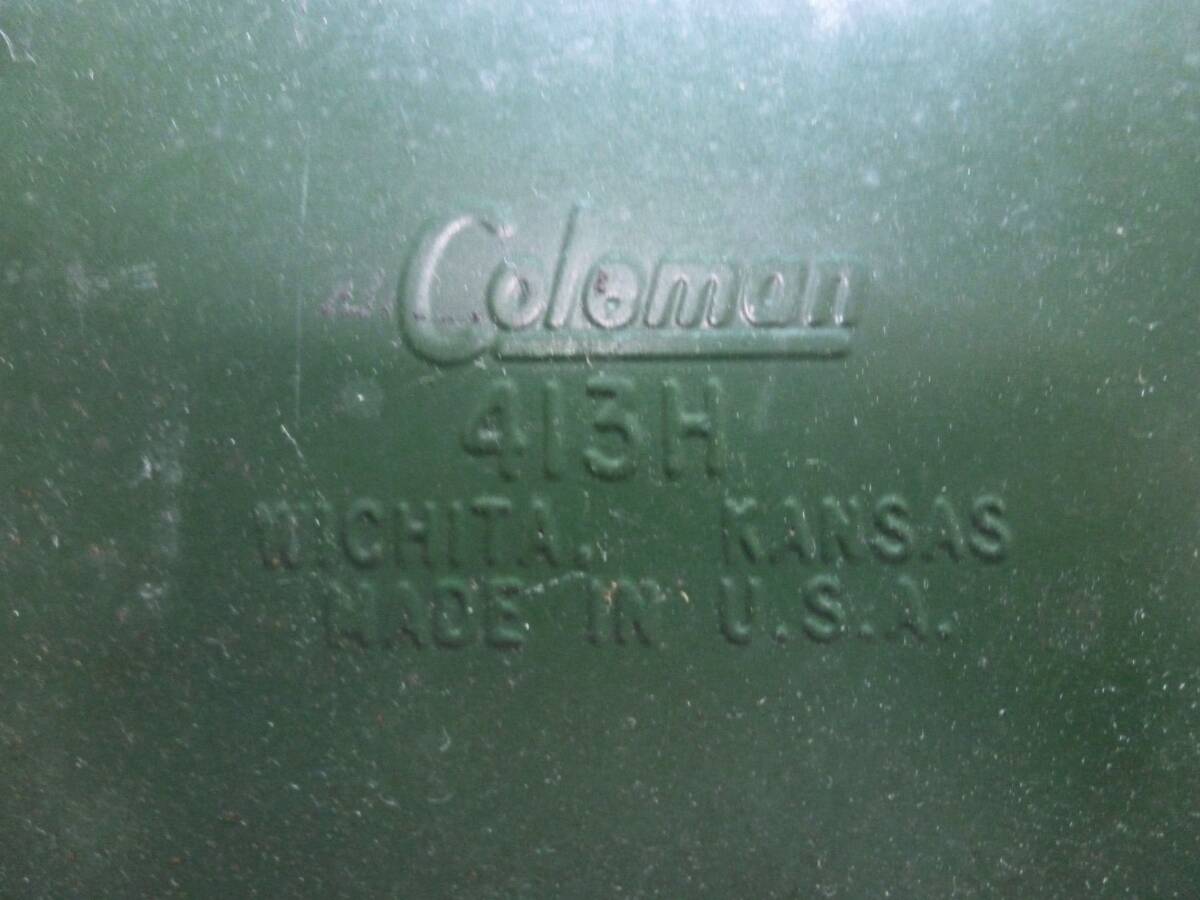 Coleman
413H
WICHITA, KANSAS
MADE IN U.S.A.